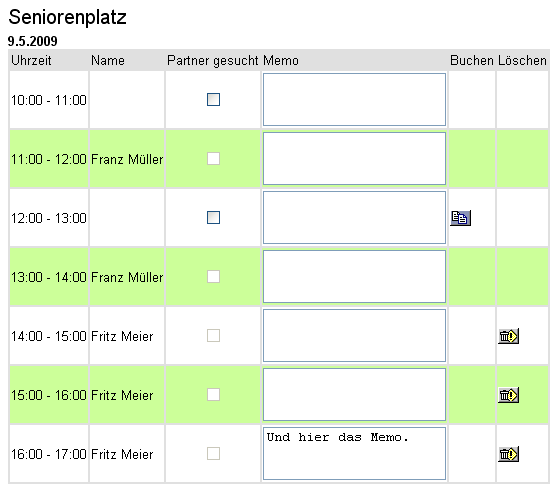 Seniorenplatz
9.5.2009
Uhrzeit Name Partner gesucht Memo Buchen Löschen
10:00 - 11:00
11:00 - 12:00 Franz Müller
12:00 - 13:00
13:00 - 14:00 Franz Müller
14:00 - 15:00 Fritz Meier
15:00 - 16:00 Fritz Meier
16:00 - 17:00 Fritz Meier Und hier das Memo.